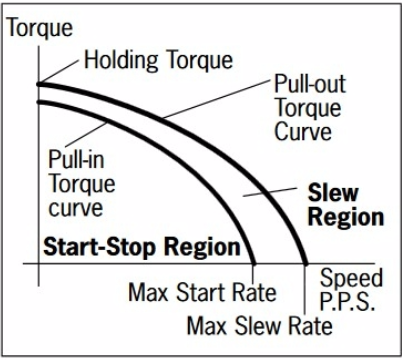 Torque
Holding Torque
Pull-out
Torque
Curve
Pull-in
Torque
curve
Slew
Region
Start-Stop Region
Speed
P.P.S.
Max Start Rate
Max Slew Rate